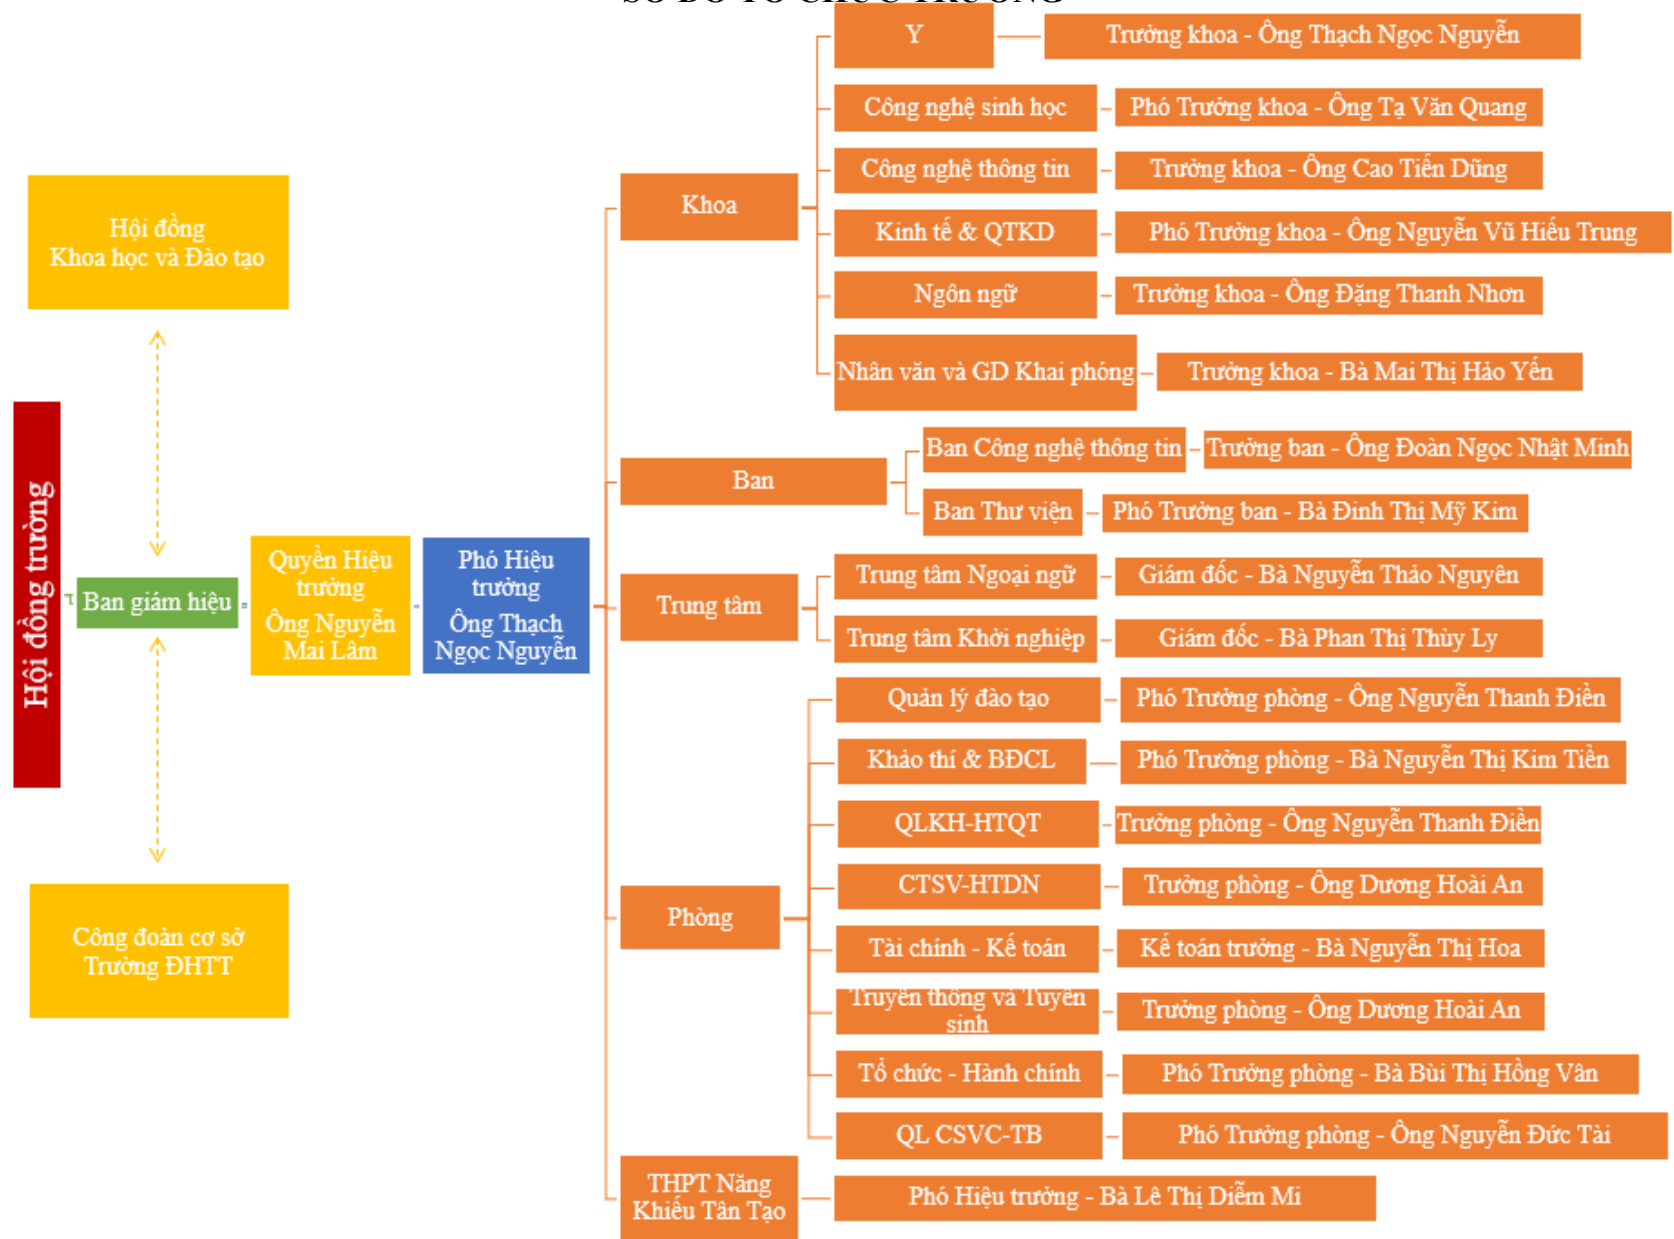 SƠ ĐỒ TỔ CHỨC TRƯỜNG
Hội đồng
Khoa học và Đào tạo
Hội đồng trường
Ban giám hiệu
Công đoàn cơ sở
Trường ĐHTT
Quyền Hiệu
trưởng
Ông Nguyễn
Mai Lâm
Phó Hiệu
trưởng
Ông Thạch
Ngọc Nguyễn
Khoa
Y
Trưởng khoa - Ông Thạch Ngọc Nguyễn
Công nghệ sinh học
Phó Trưởng khoa - Ông Tạ Văn Quang
Công nghệ thông tin
Trưởng khoa - Ông Cao Tiến Dũng
Kinh tế & QTKD
Phó Trưởng khoa - Ông Nguyễn Vũ Hiếu Trung
Ngôn ngữ
Trưởng khoa - Ông Đặng Thanh Nhơn
Nhân văn và GD Khai phóng
Trưởng khoa - Bà Mai Thị Hảo Yến
Ban
Ban Công nghệ thông tin
Trưởng ban - Ông Đoàn Ngọc Nhật Minh
Ban Thư viện
Phó Trưởng ban - Bà Đinh Thị Mỹ Kim
Trung tâm
Trung tâm Ngoại ngữ
Giám đốc - Bà Nguyễn Thảo Nguyên
Trung tâm Khởi nghiệp
Giám đốc - Bà Phan Thị Thùy Ly
Phòng
Quản lý đào tạo
Phó Trưởng phòng - Ông Nguyễn Thanh Điền
Khảo thí & BĐCL
Phó Trưởng phòng - Bà Nguyễn Thị Kim Tiền
QLKH-HTQT
Trưởng phòng - Ông Nguyễn Thanh Điền
CTSV-HTDN
Trưởng phòng - Ông Dương Hoài An
Tài chính - Kế toán
Kế toán trưởng - Bà Nguyễn Thị Hoa
Truyền thông và Tuyển
sinh
Trưởng phòng - Ông Dương Hoài An
Tổ chức - Hành chính
Phó Trưởng phòng - Bà Bùi Thị Hồng Vân
QL CSVC-TB
Phó Trưởng phòng - Ông Nguyễn Đức Tài
THPT Năng
Khiếu Tân Tạo
Phó Hiệu trưởng - Bà Lê Thị Diễm Mi